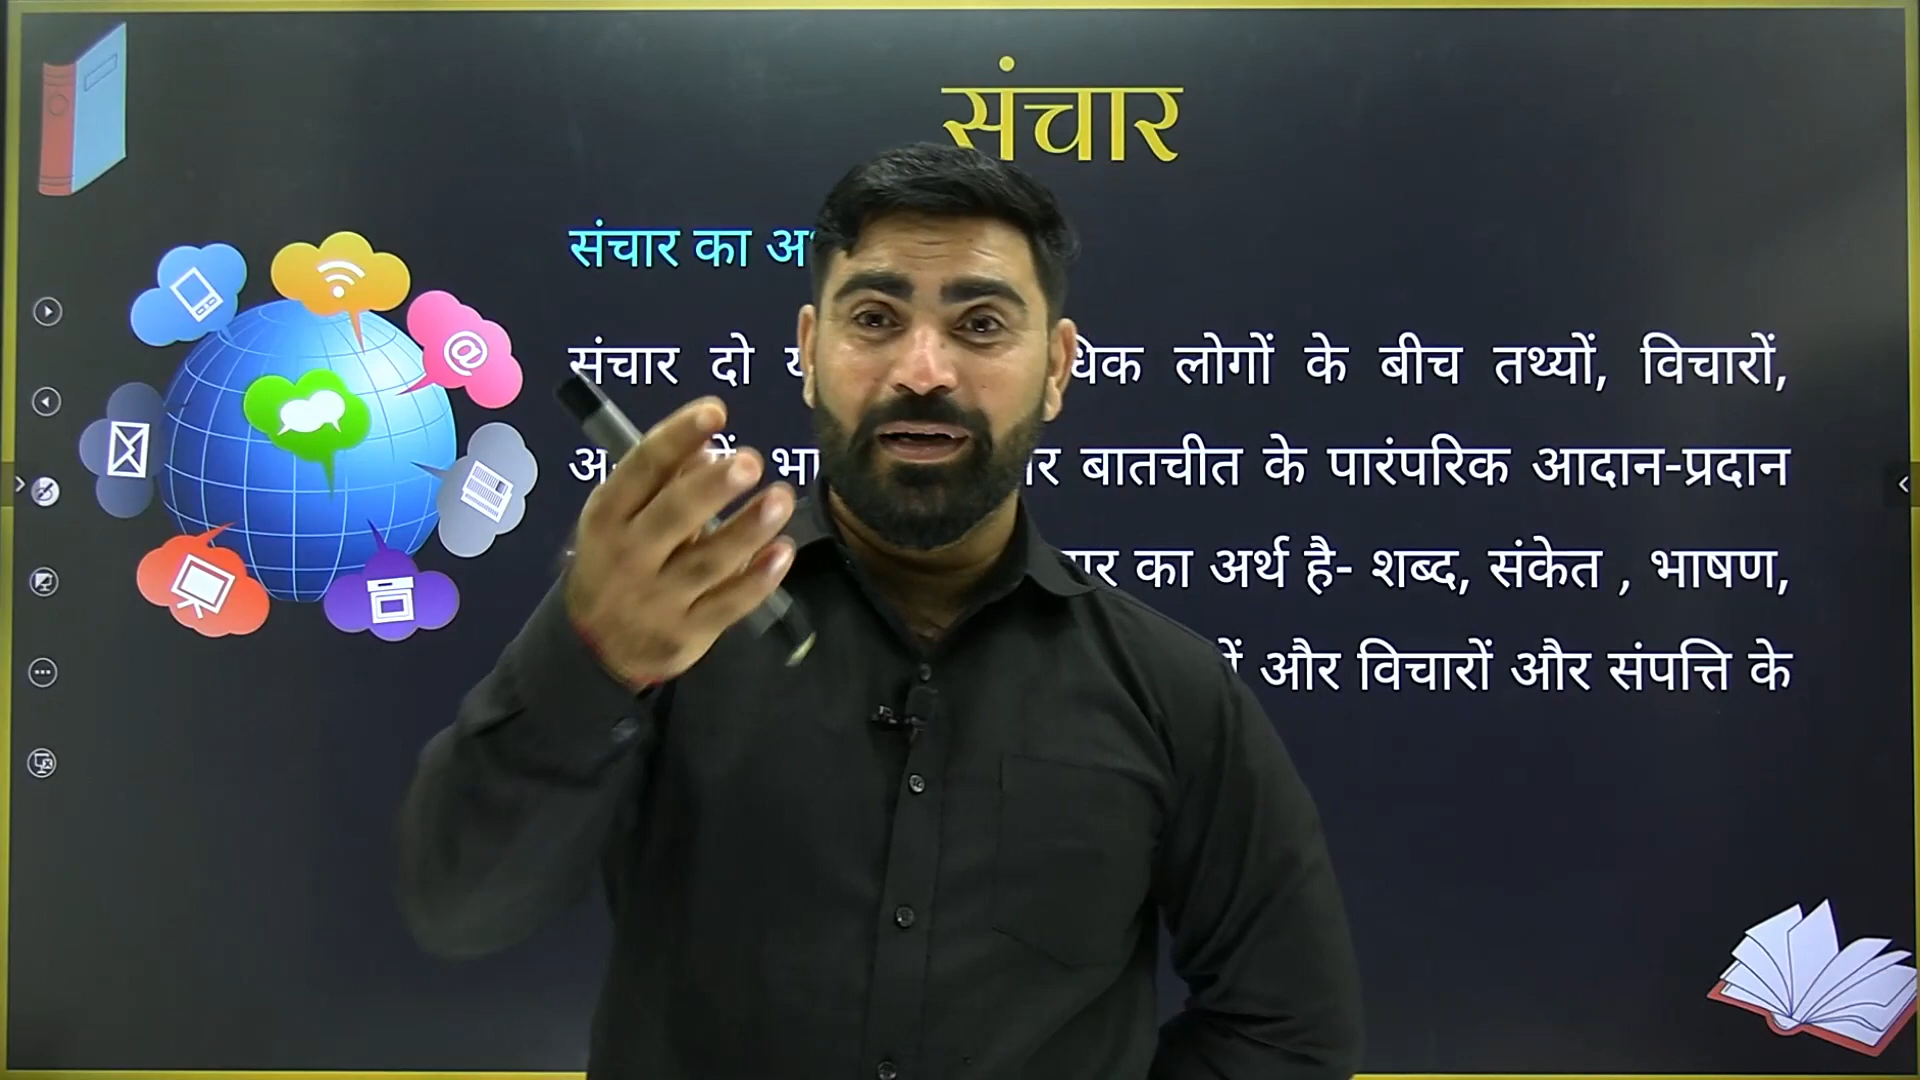 संचार
संचार का
संचार दो लोगों के बीच तथ्यों, विचारों,
बातचीत के पारंपरिक आदान-प्रदान
का अर्थ है- शब्द, संकेत , भाषण,
और विचारों और संपत्ति के